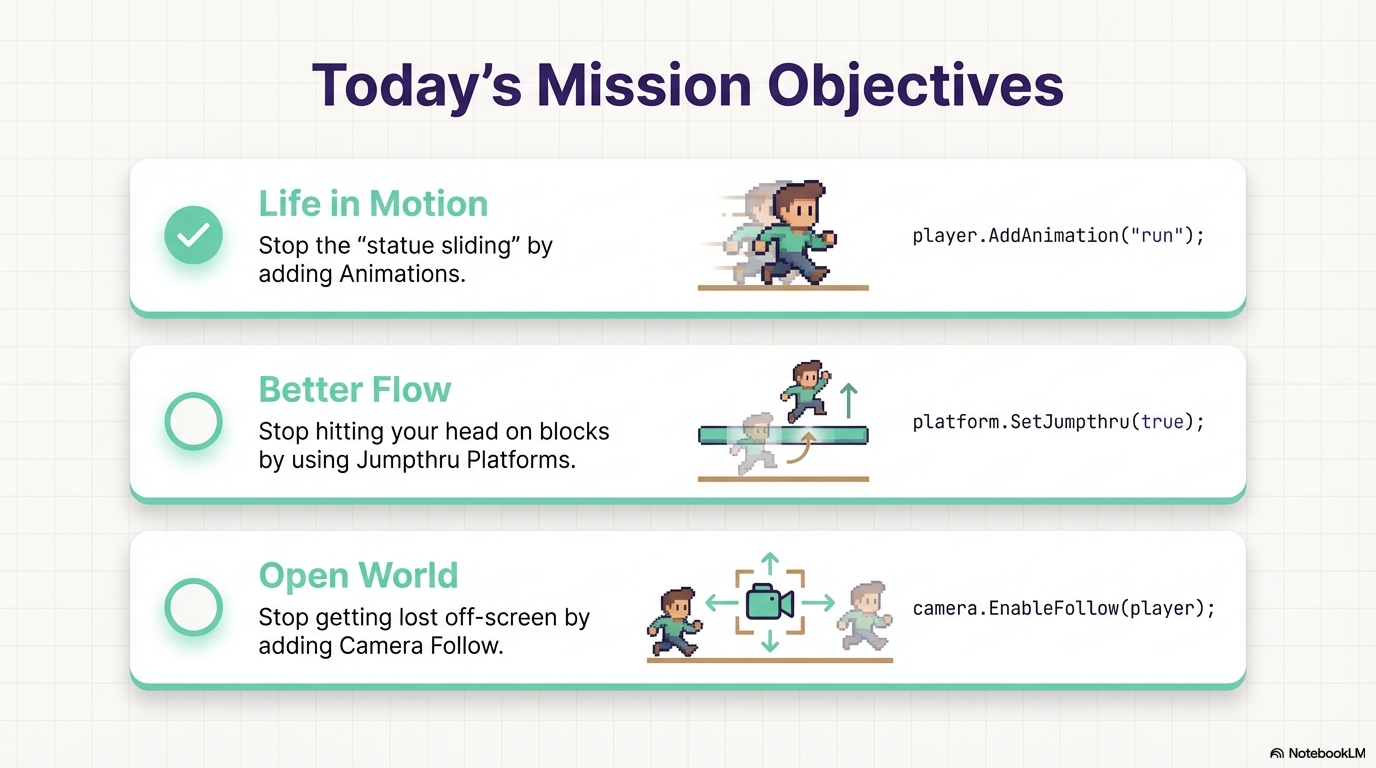 Today’s Mission Objectives
Life in Motion
Stop the “statue sliding” by
adding Animations.
player.AddAnimation("run");
Better Flow
Stop hitting your head on blocks
by using Jumpthru Platforms.
platform.SetJumpthru(true);
Open World
Stop getting lost off-screen by
adding Camera Follow.
camera.EnableFollow(player);
NotebookLM